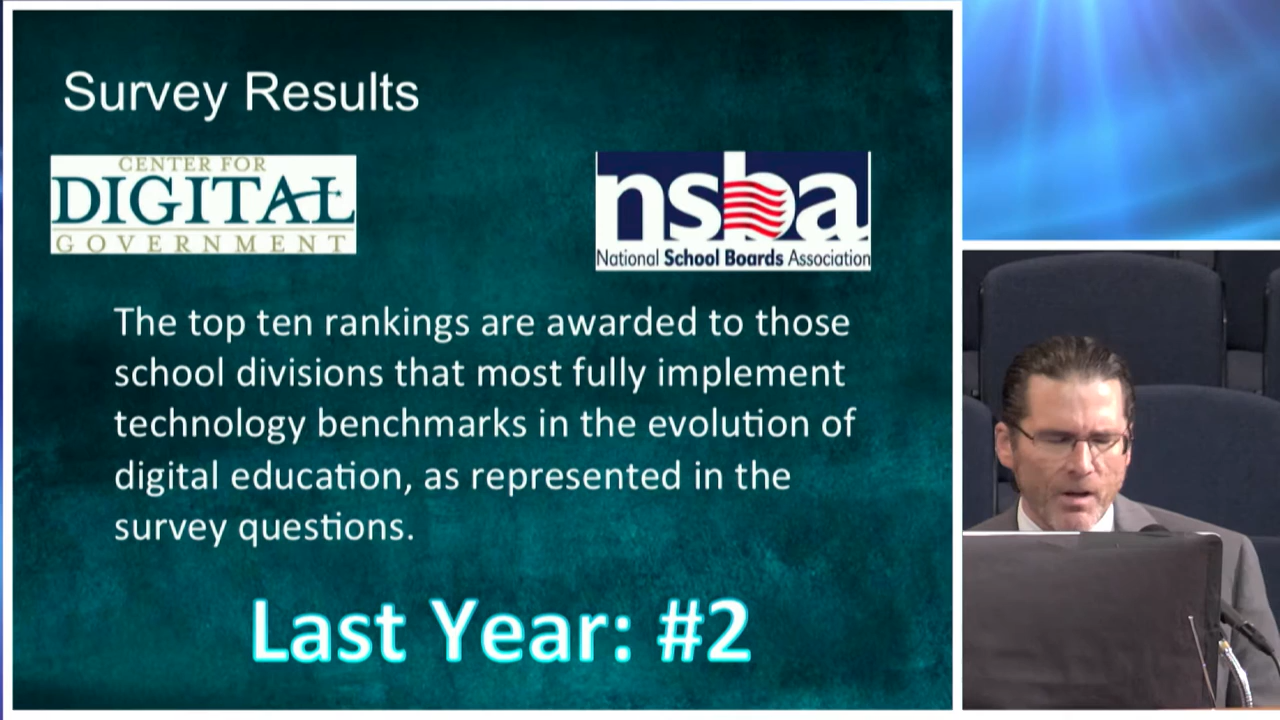 Survey Results
CENTER FOR
DIGITAL
GOVERNMENT
nsba
National School Boards Association
The top ten rankings are awarded to those
school divisions that most fully implement
technology benchmarks in the evolution of
digital education, as represented in the
survey questions.
Last Year: #2